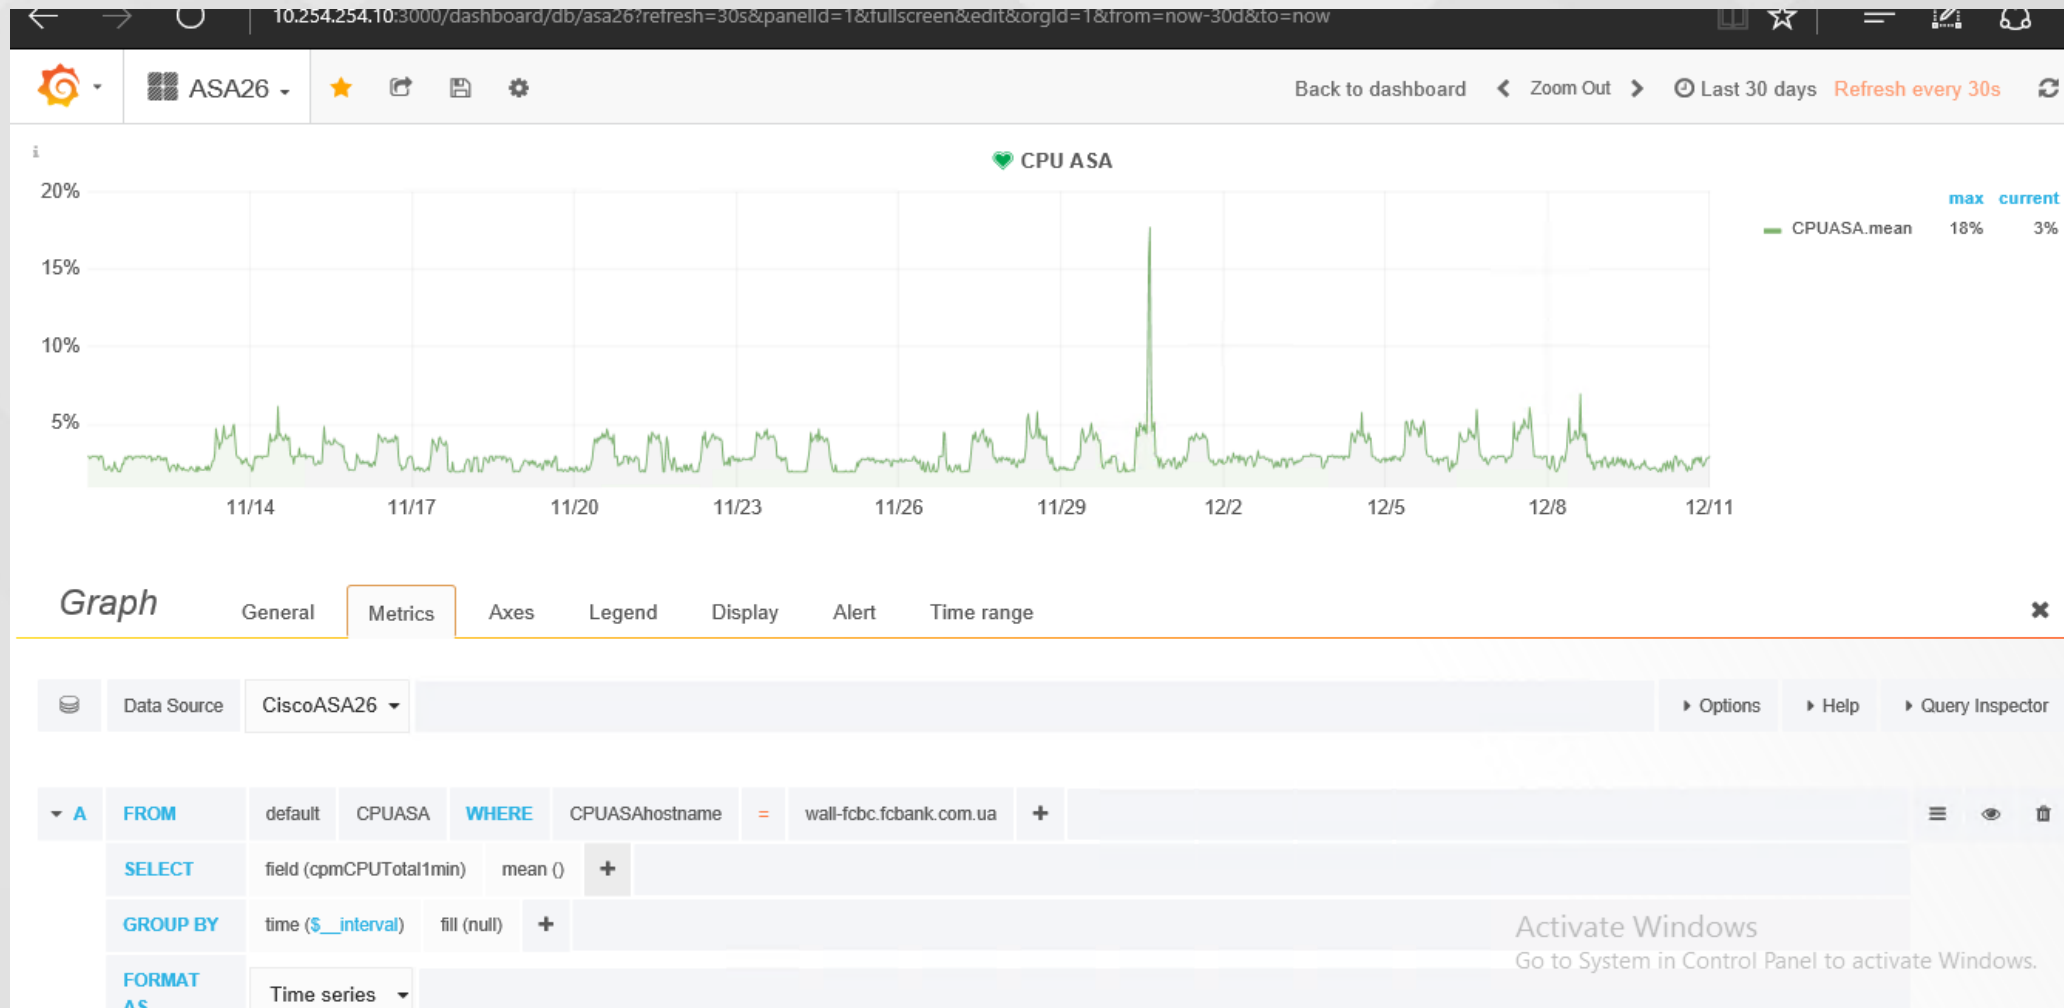 10.254.254.10:3000/dashboard/db/asa26?refresh=30s&panelId=1&fullscreen&edit&orgId=1&from=now-30d&to=now
ASA26 Back to dashboard Zoom Out Last 30 days Refresh every 30s
i
CPU ASA
20%
15%
10%
5%
11/14 11/17 11/20 11/23 11/26 11/29 12/2 12/5 12/8 12/11
max current
CPUASA.mean 18% 3%
Graph General Metrics Axes Legend Display Alert Time range
Data Source CiscoASA26 Options Help Query Inspector
A FROM default CPUASA WHERE CPUASAhostname = wall-fcbc.fcbank.com.ua +
SELECT field (cpmCPUTotal1min) mean () +
GROUP BY time ($__interval) fill (null) +
FORMAT
AS
Time series
Activate Windows
Go to System in Control Panel to activate Windows.